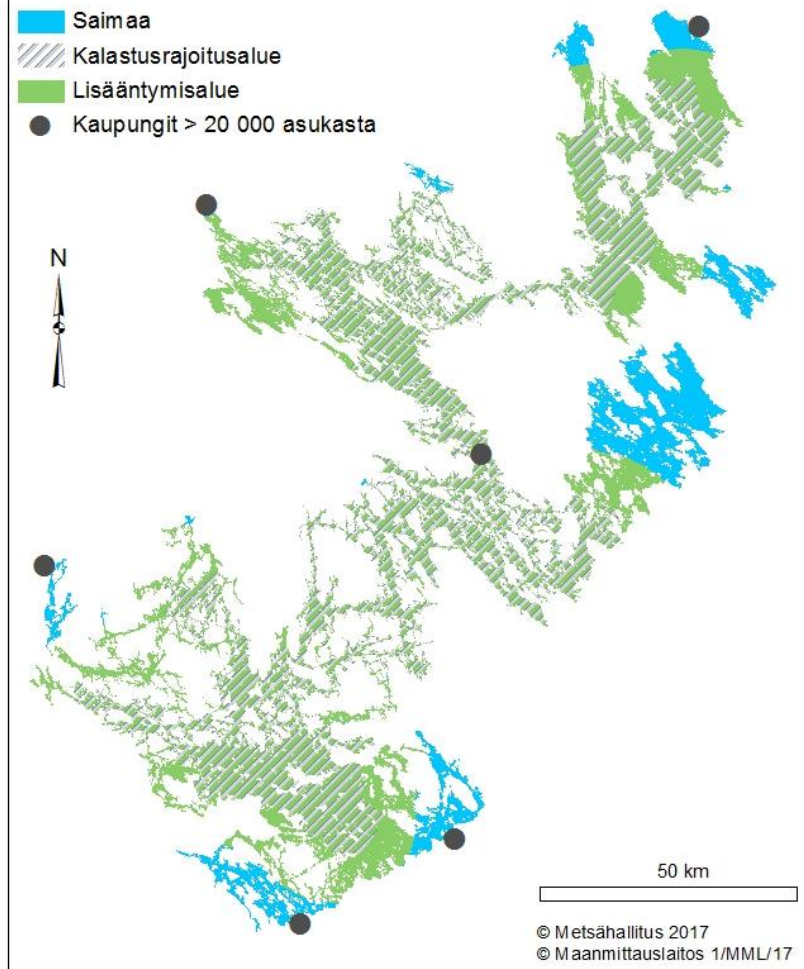 Saimaa
Kalastusrajoitusalue
Lisääntymisalue
Kaupungit > 20 000 asukasta
N
50 km
© Metsähallitus 2017
© Maanmittauslaitos 1/MML/17